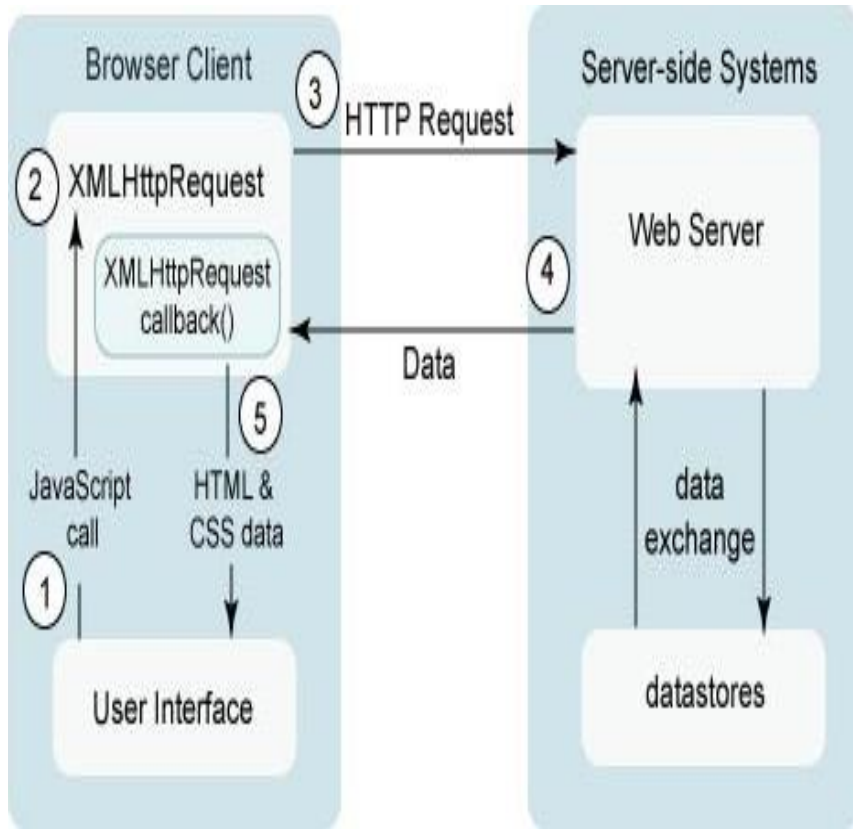 Browser Client
3
HTTP Request
2
XMLHttpRequest
XMLHttpRequest
callback()
Data
5
JavaScript
call
HTML &
CSS data
1
User Interface
Server-side Systems
Web Server
4
data
exchange
datastores